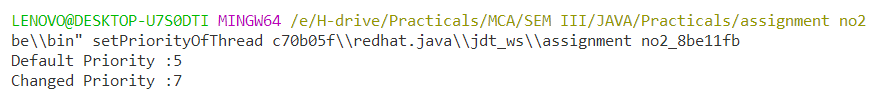 LENOVO@DESKTOP-U7S0DTI MINGW64 /e/H-drive/Practicals/MCA/SEM III/JAVA/Practicals/assignment no2
be\\bin" setPriorityOfThread c70b05f\\redhat.java\\jdt_ws\\assignment no2_8be11fb
Default Priority :5
Changed Priority :7